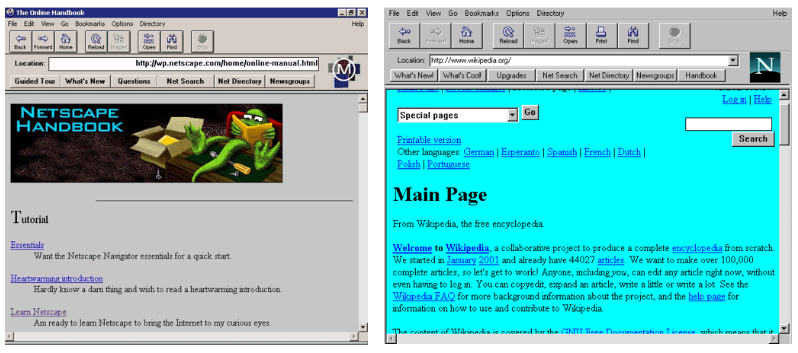 The Online Handbook
File Edit View Go Bookmarks Options Directory Help
Back Forward Home Reload Images Open Find Stop
Location: http://wp.netscape.com/home/online-manual.html
M
Guided Tour What's New Questions Net Search Net Directory Newsgroups
NETSCAPE
HANDBOOK
Tutorial
Essentials
Want the Netscape Navigator essentials for a quick start.
Heartwarming introduction
Hardly know a darn thing and wish to read a heartwarming introduction.
Learn Netscape
Am ready to learn Netscape to bring the Internet to my curious eyes.
File Edit View Go Bookmarks Options Directory Help
Back Forward Home Reload Images Open Print Find Stop
Location: http://www.wikipedia.org/
N
What's New! What's Cool! Upgrades Net Search Net Directory Newsgroups Handbook
Log in | Help
Special pages Go
Search
Printable version
Other languages: German | Esperanto | Spanish | French | Dutch |
Polish | Portuguese
Main Page
From Wikipedia, the free encyclopedia.
Welcome to Wikipedia, a collaborative project to produce a complete encyclopedia from scratch.
We started in January 2001 and already have 44027 articles. We want to make over 100,000
complete articles, so let's get to work! Anyone, including you, can edit any article right now, without
even having to log in. You can copyedit, expand an article, write a little or write a lot. See the
Wikipedia FAQ for more background information about the project, and the help page for
information on how to use and contribute to Wikipedia.
The content of Wikipedia is covered by the GNU Free Documentation License, which means that it